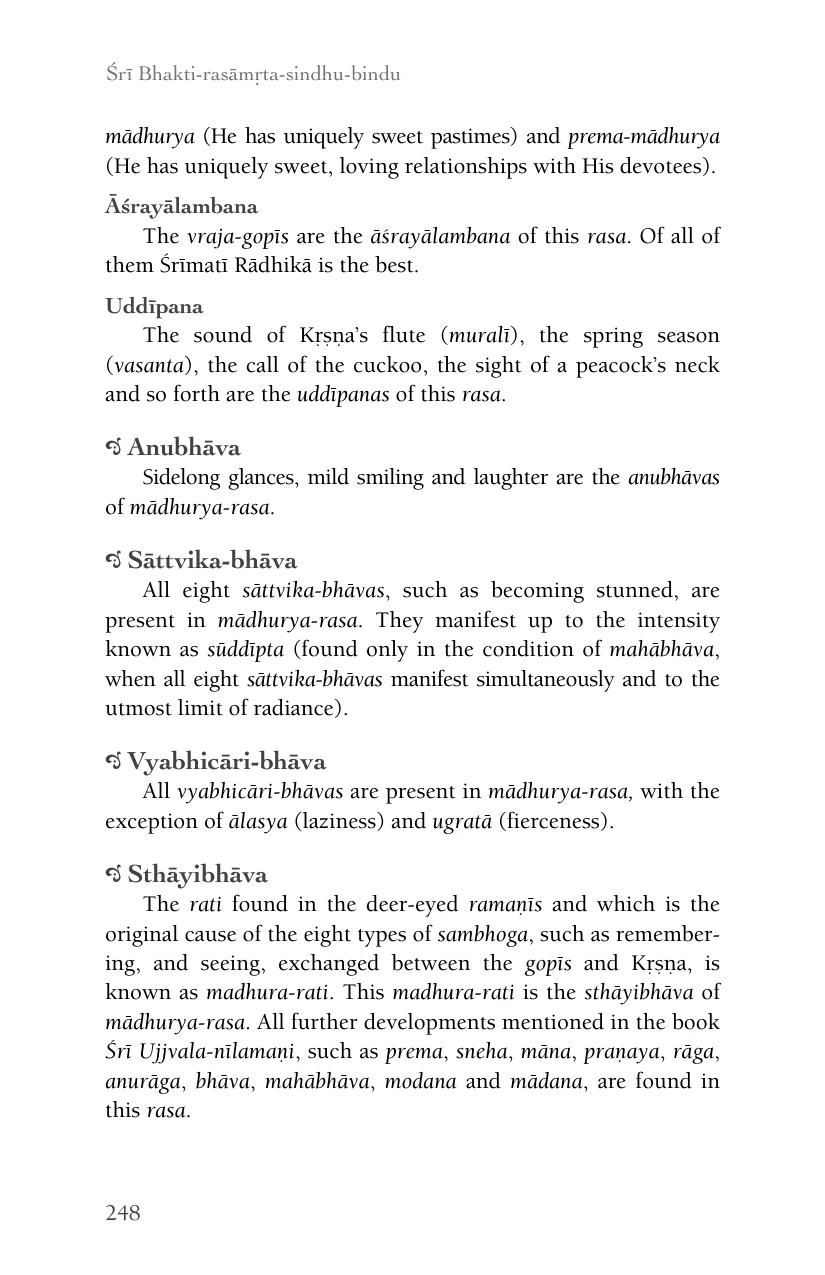 Śrī Bhakti-rasāmṛta-sindhu-bindu
mādhurya (He has uniquely sweet pastimes) and prema-mādhurya
(He has uniquely sweet, loving relationships with His devotees).
Āśrayālambana
The vraja-gopīs are the āśrayālambana of this rasa. Of all of
them Śrīmatī Rādhikā is the best.
Uddīpana
The sound of Kṛṣṇa’s flute (muralī), the spring season
(vasanta), the call of the cuckoo, the sight of a peacock’s neck
and so forth are the uddīpanas of this rasa.
Anubhāva
Sidelong glances, mild smiling and laughter are the anubhāvas
of mādhurya-rasa.
Sāttvika-bhāva
All eight sāttvika-bhāvas, such as becoming stunned, are
present in mādhurya-rasa. They manifest up to the intensity
known as sūddīpta (found only in the condition of mahābhāva,
when all eight sāttvika-bhāvas manifest simultaneously and to the
utmost limit of radiance).
Vyabhicāri-bhāva
All vyabhicāri-bhāvas are present in mādhurya-rasa, with the
exception of ālasya (laziness) and ugratā (fierceness).
Sthāyibhāva
The rati found in the deer-eyed ramaṇīs and which is the
original cause of the eight types of sambhoga, such as remember-
ing, and seeing, exchanged between the gopīs and Kṛṣṇa, is
known as madhura-rati. This madhura-rati is the sthāyibhāva of
mādhurya-rasa. All further developments mentioned in the book
Śrī Ujjvala-nīlamaṇi, such as prema, sneha, māna, praṇaya, rāga,
anurāga, bhāva, mahābhāva, modana and mādana, are found in
this rasa.
248